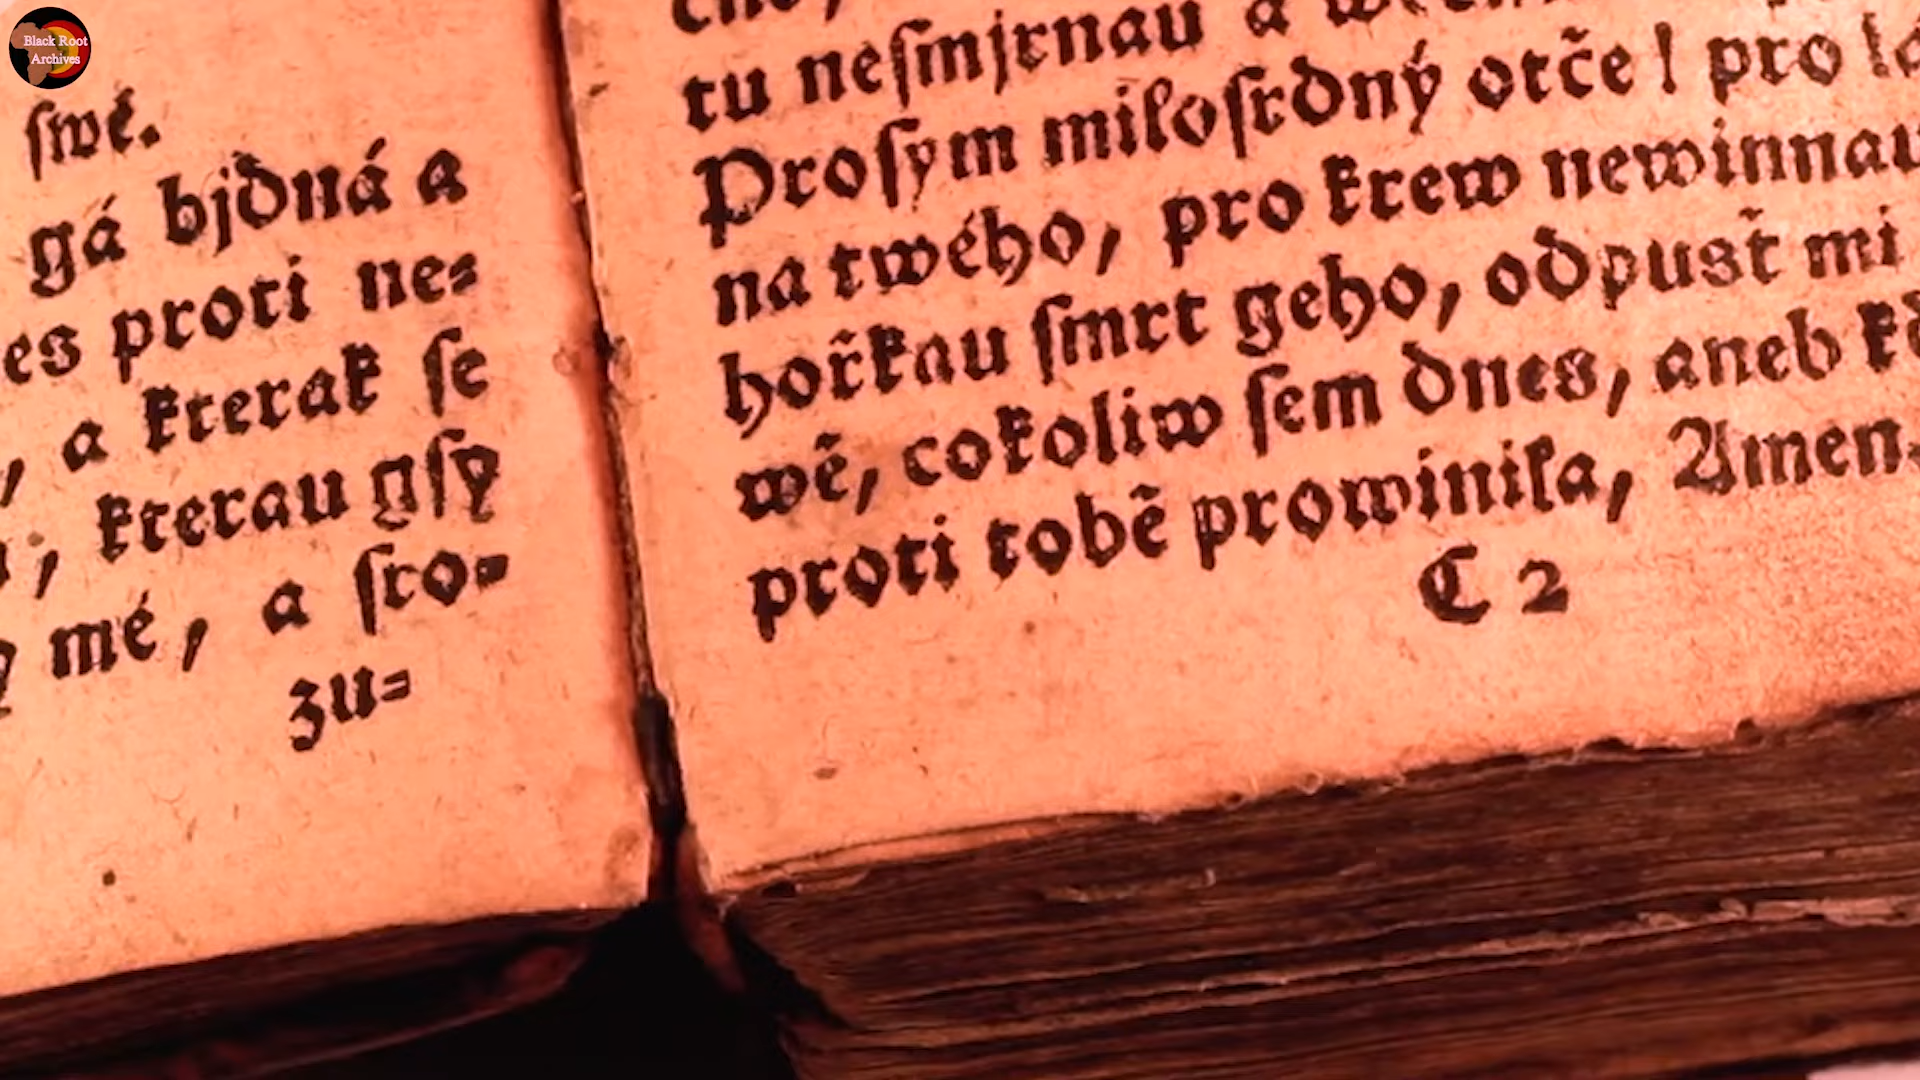 Black Root
Archives
ſwé.
gá bjdná a
es proti ne⸗
, a kterak ſe
, kterau gſy
mé, a ſro⸗
zu⸗
tu neſmjrnau a
Proſym miloſrdný otče! pro
na twého, pro krew newinnau
hořkau ſmrt geho, odpusť mi
wě, cokoliw ſem dnes, aneb
proti tobě prowinila, Amen.
C 2